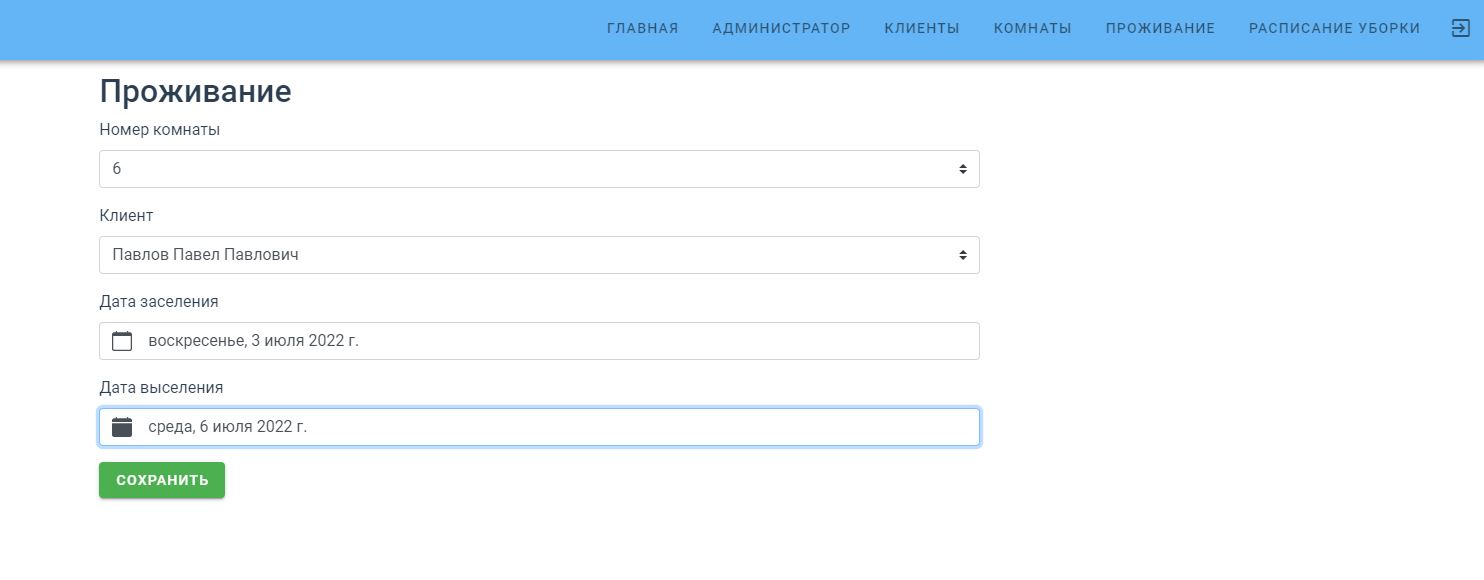 ГЛАВНАЯ АДМИНИСТРАТОР КЛИЕНТЫ КОМНАТЫ ПРОЖИВАНИЕ РАСПИСАНИЕ УБОРКИ
Проживание
Номер комнаты
6
Клиент
Павлов Павел Павлович
Дата заселения
воскресенье, 3 июля 2022 г.
Дата выселения
среда, 6 июля 2022 г.
СОХРАНИТЬ